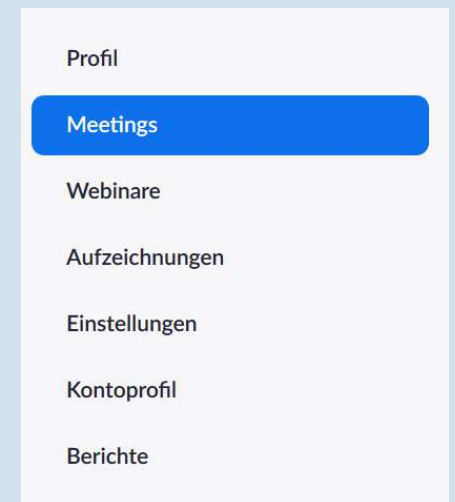 Profil
Meetings
Webinare
Aufzeichnungen
Einstellungen
Kontoprofil
Berichte